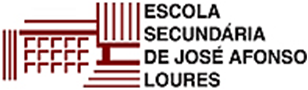 ESCOLA
SECUNDÁRIA
DE JOSÉ AFONSO
LOURES